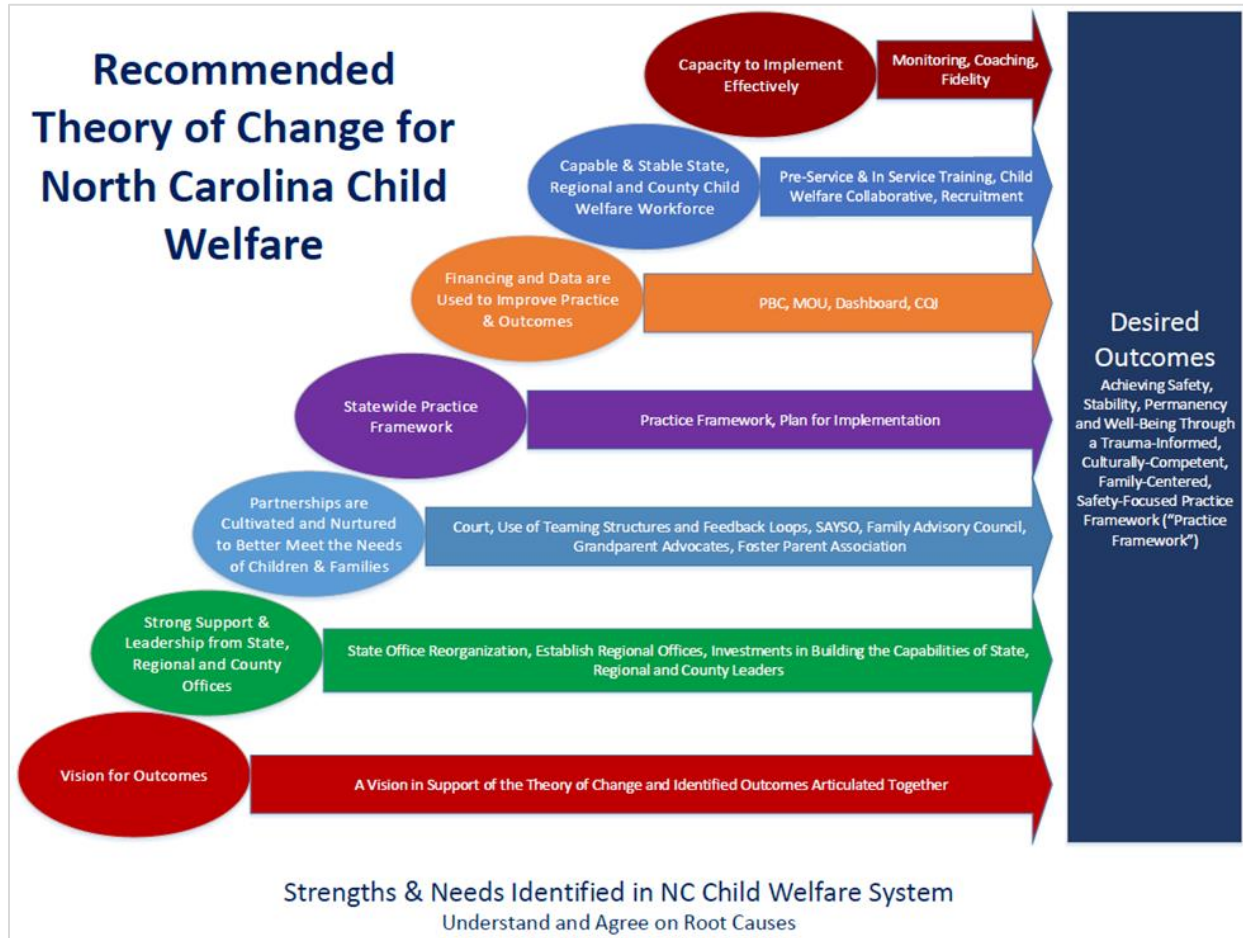 Recommended
Theory of Change for
North Carolina Child
Welfare
Capacity to Implement
Effectively
Monitoring, Coaching,
Fidelity
Capable & Stable State,
Regional and County Child
Welfare Workforce
Pre-Service & In Service Training, Child
Welfare Collaborative, Recruitment
Financing and Data are
Used to Improve Practice
& Outcomes
PBC, MOU, Dashboard, CQI
Statewide Practice
Framework
Practice Framework, Plan for Implementation
Partnerships are
Cultivated and Nurtured
to Better Meet the Needs
of Children & Families
Court, Use of Teaming Structures and Feedback Loops, SAYSO, Family Advisory Council,
Grandparent Advocates, Foster Parent Association
Strong Support &
Leadership from State,
Regional and County
Offices
State Office Reorganization, Establish Regional Offices, Investments in Building the Capabilities of State,
Regional and County Leaders
Vision for Outcomes
A Vision in Support of the Theory of Change and Identified Outcomes Articulated Together
Desired
Outcomes
Achieving Safety,
Stability, Permanency
and Well-Being Through
a Trauma-Informed,
Culturally-Competent,
Family-Centered,
Safety-Focused Practice
Framework ("Practice
Framework")
Strengths & Needs Identified in NC Child Welfare System
Understand and Agree on Root Causes